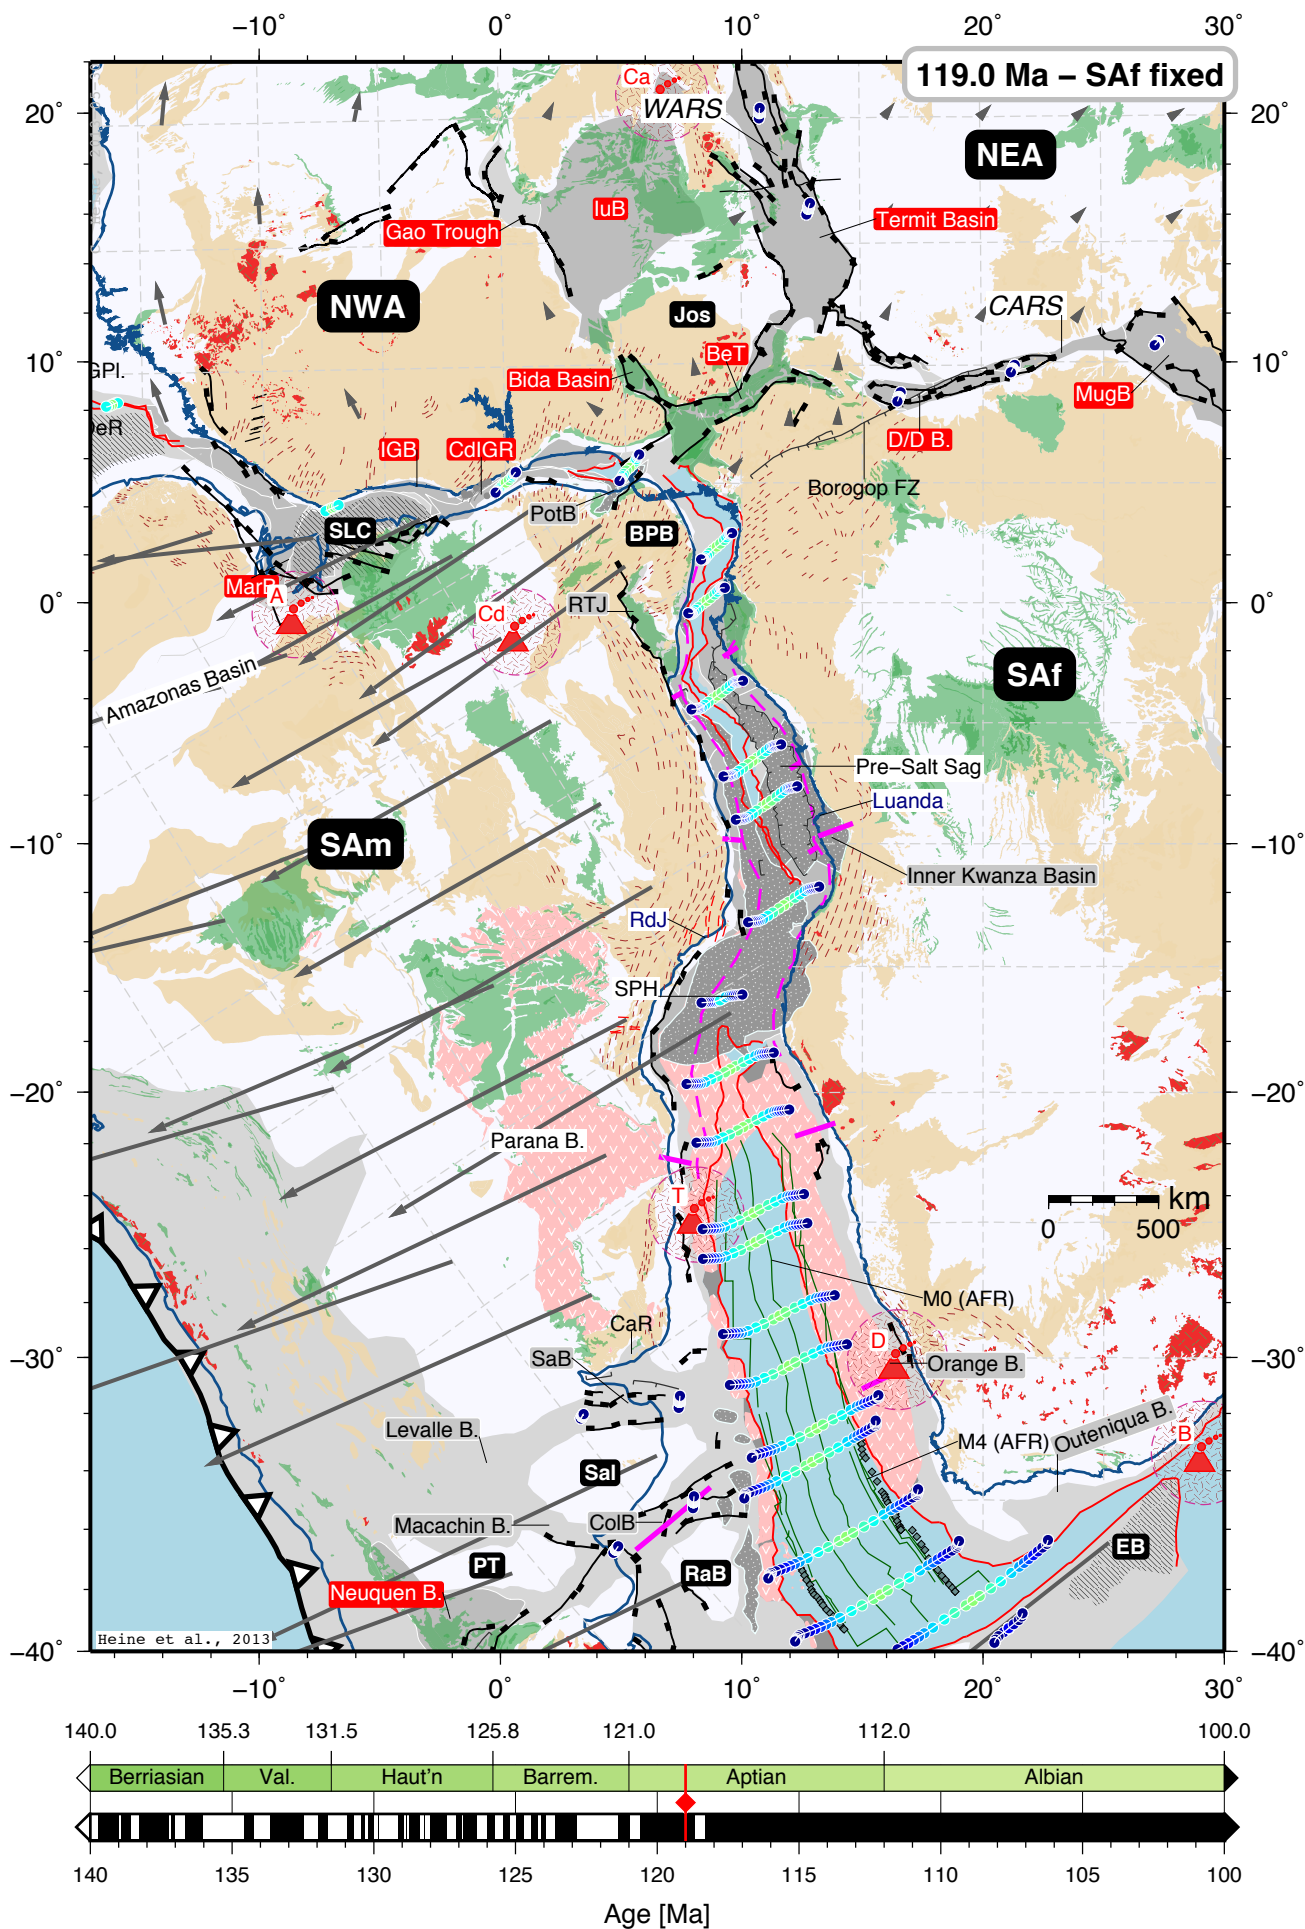 −10˚ 0˚ 10˚ 20˚ 30˚
119.0 Ma – SAf fixed
20˚ 20˚
Ca
WARS
NEA
IuB
Gao Trough
Termit Basin
NWA
Jos
CARS
10˚ 10˚
GPl.
BeT
Bida Basin
MugB
DeR
IGB
CdIGR
D/D B.
Borogop FZ
PotB
SLC
BPB
MarB
A
Cd
RTJ
0˚ 0˚
Amazonas Basin
SAf
Pre−Salt Sag
Luanda
SAm
−10˚ −10˚
Inner Kwanza Basin
RdJ
SPH
−20˚ −20˚
Parana B.
T
km
0 500
M0 (AFR)
CaR
SaB
D
−30˚ −30˚
Orange B.
Levalle B.
M4 (AFR)
Outeniqua B.
B
Sal
Macachin B.
ColB
EB
PT
RaB
Neuquen B.
Heine et al., 2013
−40˚ −40˚
−10˚ 0˚ 10˚ 20˚ 30˚
140.0 135.3 131.5 125.8 121.0 112.0 100.0
Berriasian Val. Haut'n Barrem. Aptian Albian
140 135 130 125 120 115 110 105 100
Age [Ma]